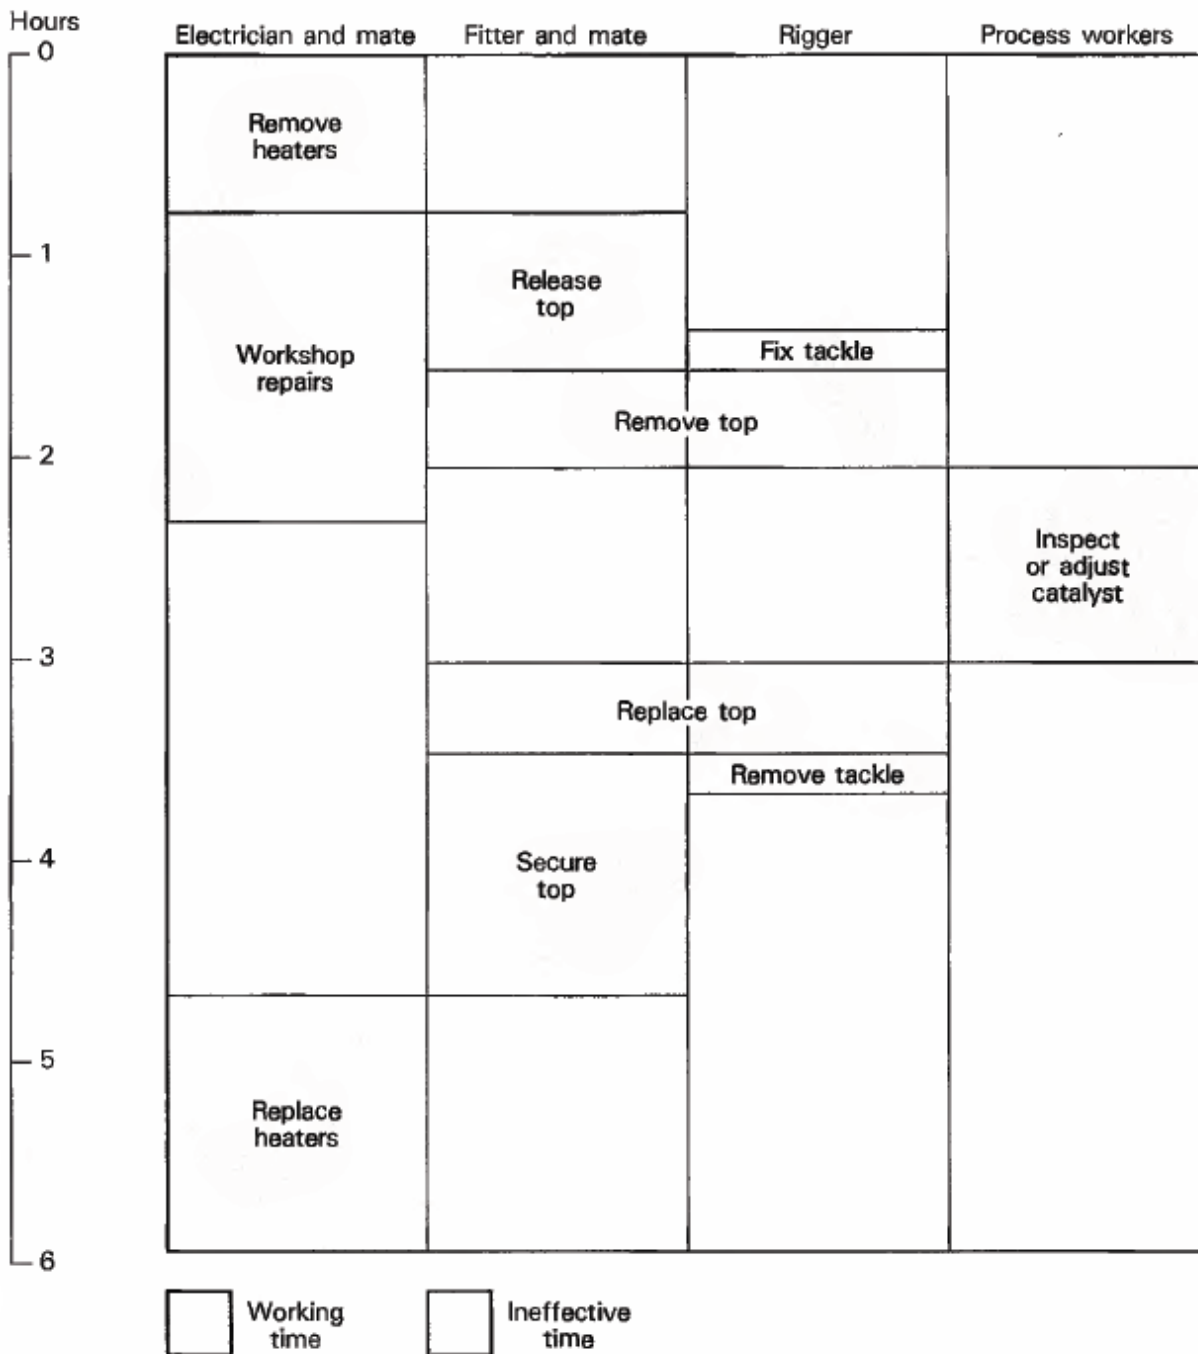 Hours
Electrician and mate
Fitter and mate
Rigger
Process workers
0
Remove
heaters
1
Release
top
Workshop
repairs
Fix tackle
Remove top
2
Inspect
or adjust
catalyst
3
Replace top
Remove tackle
4
Secure
top
5
Replace
heaters
6
Working
time
Ineffective
time